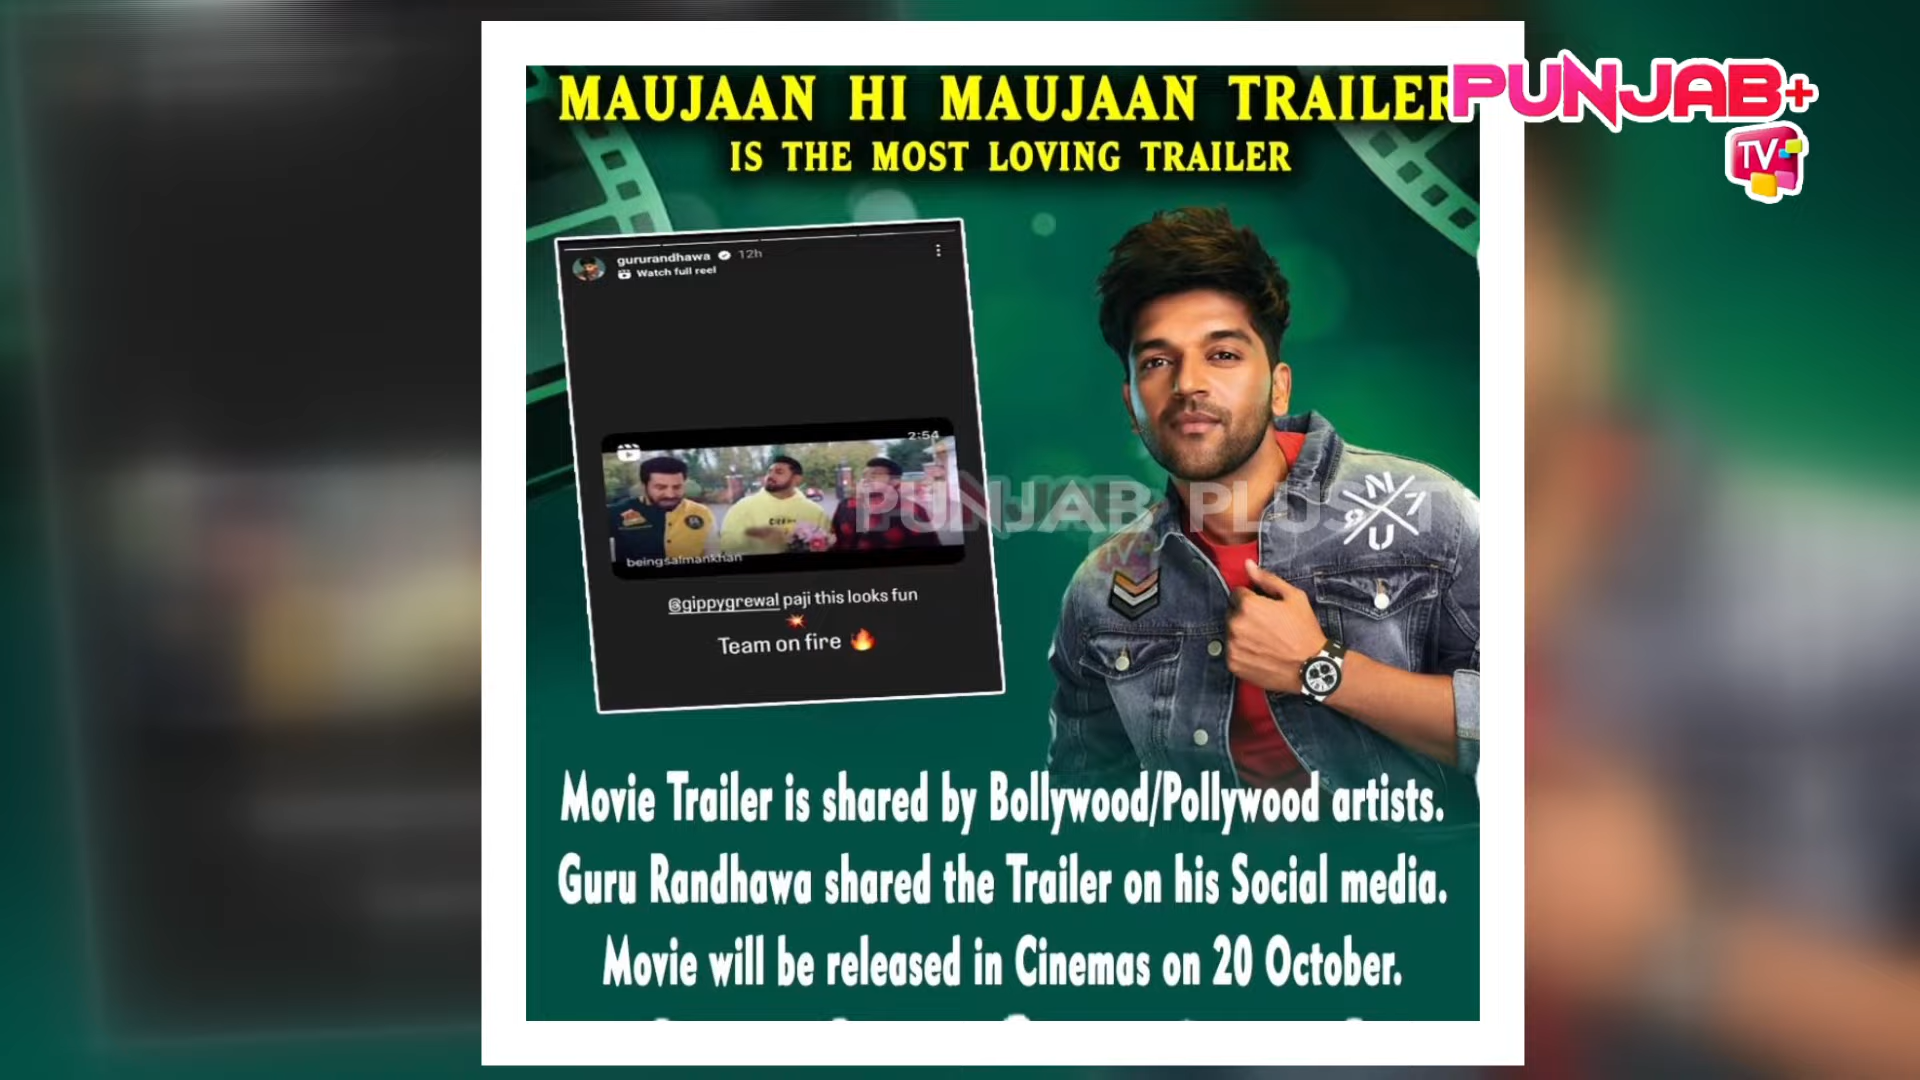 MAUJAAN HI MAUJAAN TRAILER
IS THE MOST LOVING TRAILER
PUNJAB+
TV
gururandhawa 12h
Watch full reel
2:54
beingsalmankhan
@gippygrewal paji this looks fun
Team on fire
PUNJAB PLUS T
TV
Movie Trailer is shared by Bollywood/Pollywood artists.
Guru Randhawa shared the Trailer on his Social media.
Movie will be released in Cinemas on 20 October.